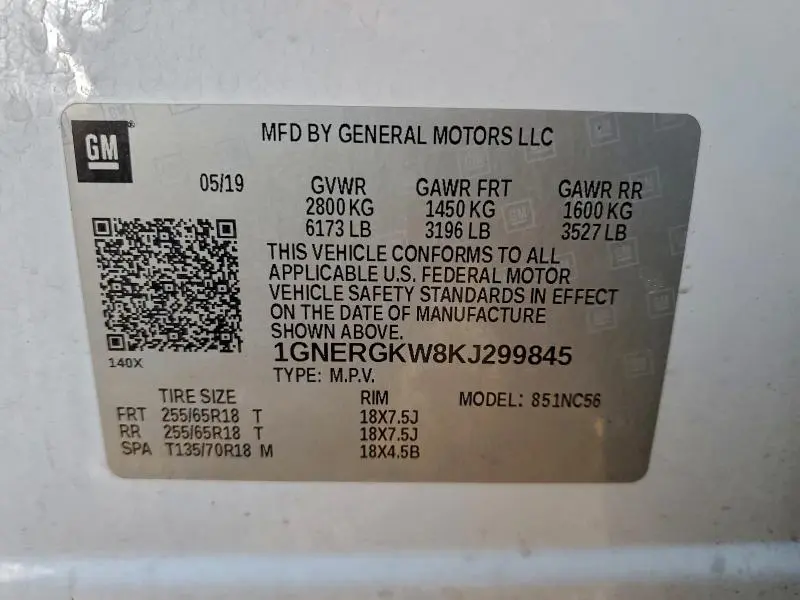 GM
MFD BY GENERAL MOTORS LLC
05/19 GVWR GAWR FRT GAWR RR
2800 KG 1450 KG 1600 KG
6173 LB 3196 LB 3527 LB
THIS VEHICLE CONFORMS TO ALL
APPLICABLE U.S. FEDERAL MOTOR
VEHICLE SAFETY STANDARDS IN EFFECT
ON THE DATE OF MANUFACTURE
SHOWN ABOVE.
1GNERGKW8KJ299845
140X
TYPE: M.P.V.
TIRE SIZE RIM MODEL: 851NC56
FRT 255/65R18 T 18X7.5J
RR 255/65R18 T 18X7.5J
SPA T135/70R18 M 18X4.5B